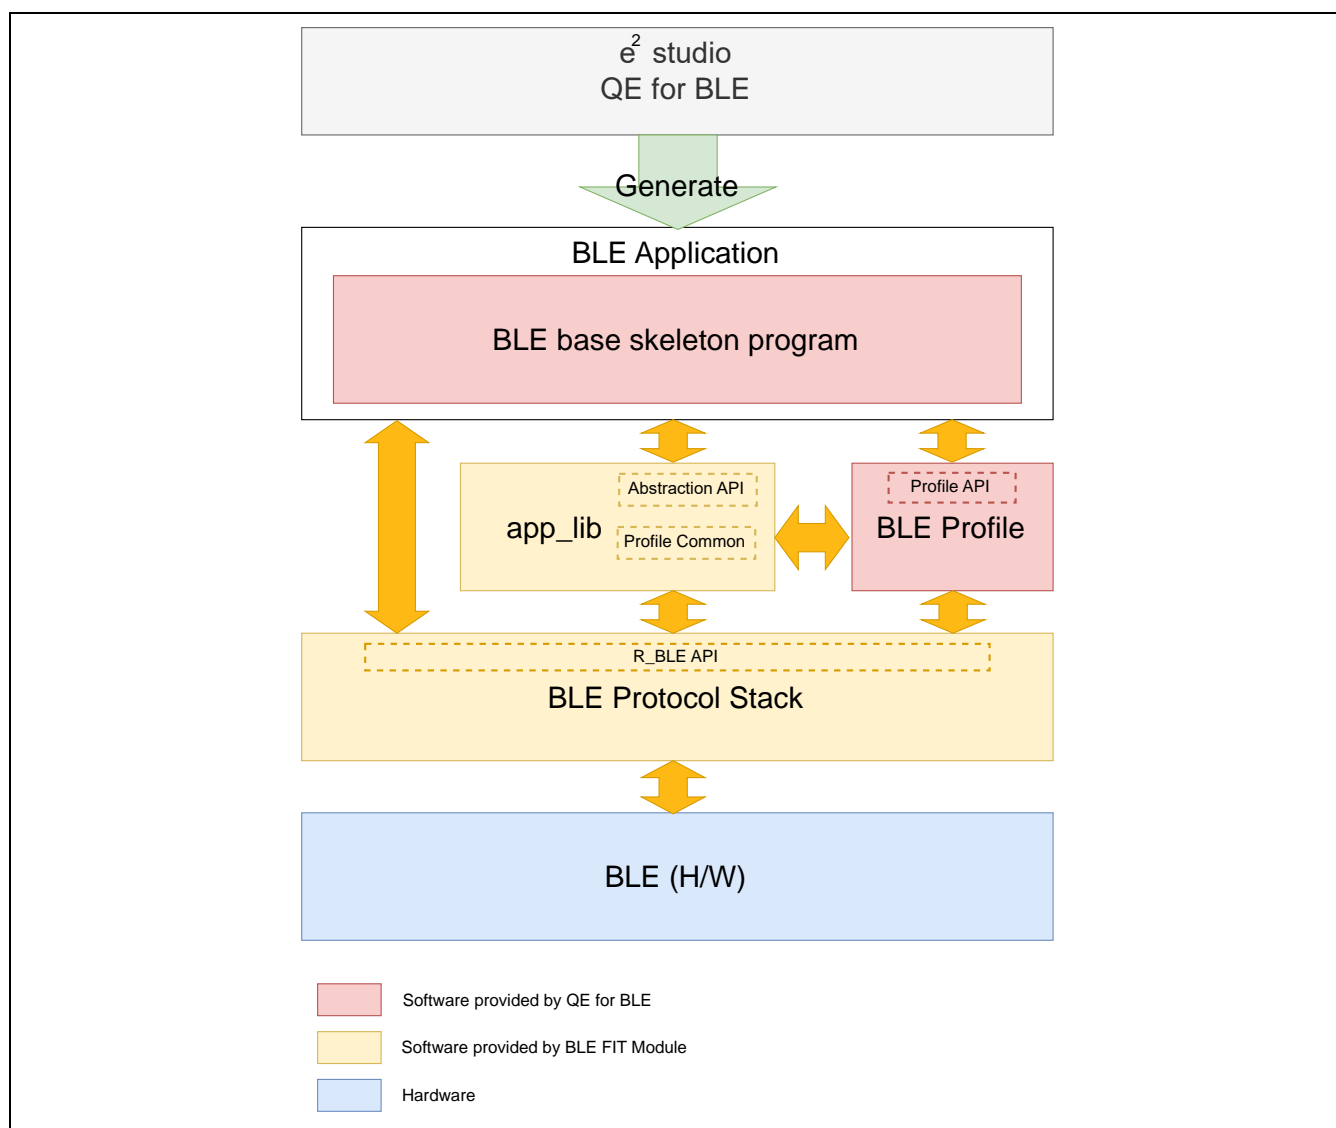 e² studio
QE for BLE
Generate
BLE Application
BLE base skeleton program
Abstraction API
app_lib
Profile Common
Profile API
BLE Profile
R_BLE API
BLE Protocol Stack
BLE (H/W)
Software provided by QE for BLE
Software provided by BLE FIT Module
Hardware